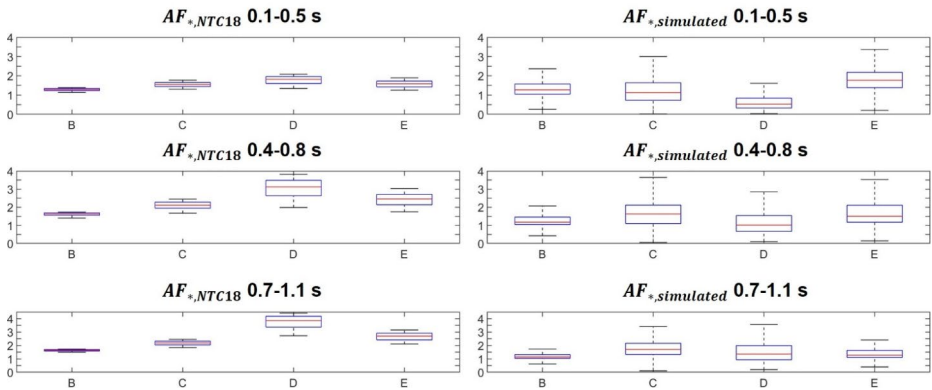 AF*,NTC18 0.1-0.5 s
4
3
2
1
0
B C D E
AF*,simulated 0.1-0.5 s
4
3
2
1
0
B C D E
AF*,NTC18 0.4-0.8 s
4
3
2
1
0
B C D E
AF*,simulated 0.4-0.8 s
4
3
2
1
0
B C D E
AF*,NTC18 0.7-1.1 s
4
3
2
1
0
B C D E
AF*,simulated 0.7-1.1 s
4
3
2
1
0
B C D E